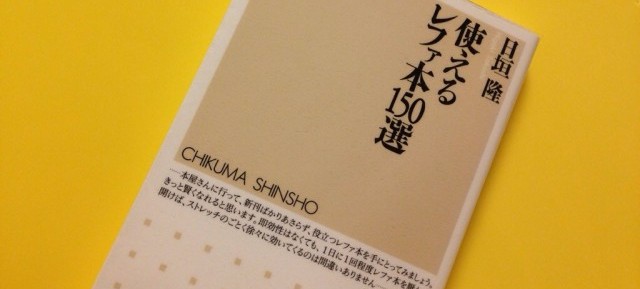 日垣 隆
使える
レファ本150選
CHIKUMA SHINSHO
―本屋さんに行って、新刊ばかりあさらず、役立つレファ本を手にとってみましょう。
きっと賢くなれると思います。即効性はなくても、1日に1回程度レファ本を
開けば、ストレッチのごとく徐々に効いてくるのは間違いありません